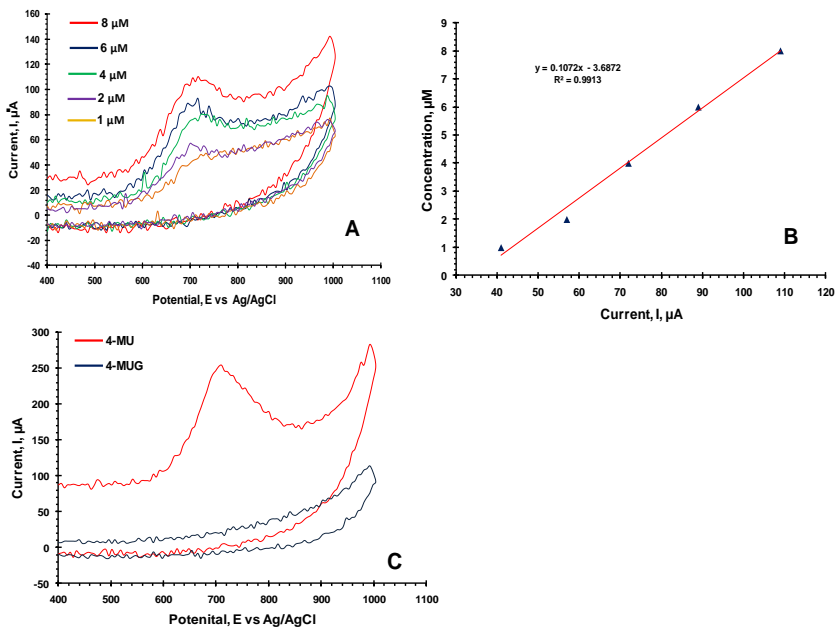 160
140
120
100
80
60
40
20
0
-20
-40
Current, I, µA
8 µM
6 µM
4 µM
2 µM
1 µM
A
400 500 600 700 800 900 1000 1100
Potential, E vs Ag/AgCl
9
8
7
6
5
4
3
2
1
0
Concentration, µM
y = 0.1072x - 3.6872
R² = 0.9913
B
30 40 50 60 70 80 90 100 110 120
Current, I, µA
300
250
200
150
100
50
0
-50
Current, I, µA
4-MU
4-MUG
C
400 500 600 700 800 900 1000 1100
Potenital, E vs Ag/AgCl